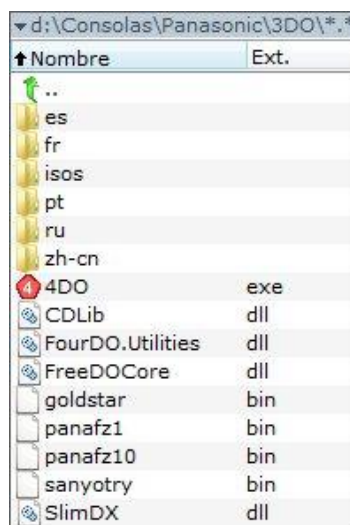 d:\Consolas\Panasonic\3DO\*.*
Nombre Ext.
..
es
fr
isos
pt
ru
zh-cn
4 4DO exe
CDLib dll
FourDO.Utilities dll
FreeDOCore dll
goldstar bin
panafz1 bin
panafz10 bin
sanyotry bin
SlimDX dll